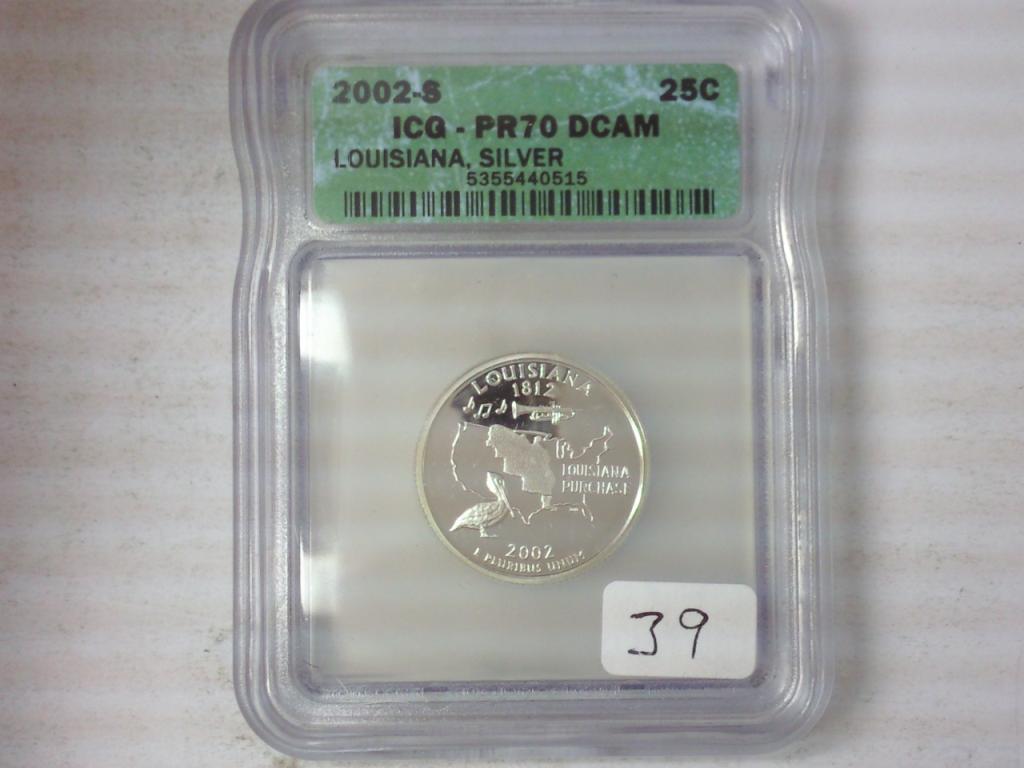 2002-S 25C
ICG - PR70 DCAM
LOUISIANA, SILVER
5355440515
LOUISIANA
1812
LOUISIANA
PURCHASE
2002
E PLURIBUS UNUM
39